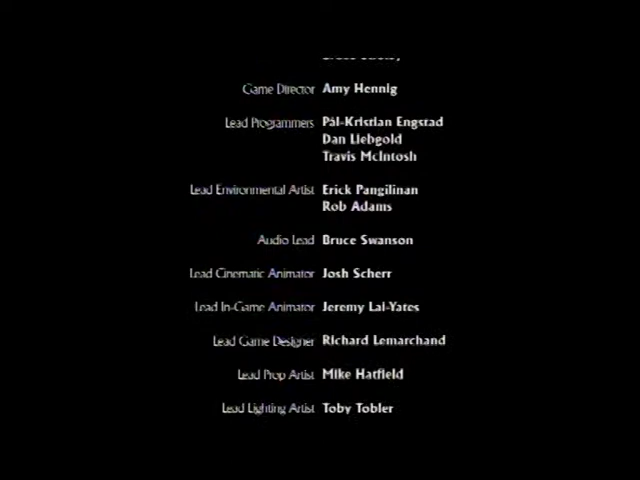 Game Director Amy Hennig
Lead Programmers Pål-Kristian Engstad
Dan Liebgold
Travis McIntosh
Lead Environmental Artist Erick Pangilinan
Rob Adams
Audio Lead Bruce Swanson
Lead Cinematic Animator Josh Scherr
Lead In-Game Animator Jeremy Lai-Yates
Lead Game Designer Richard Lemarchand
Lead Prop Artist Mike Hatfield
Lead Lighting Artist Toby Tobler